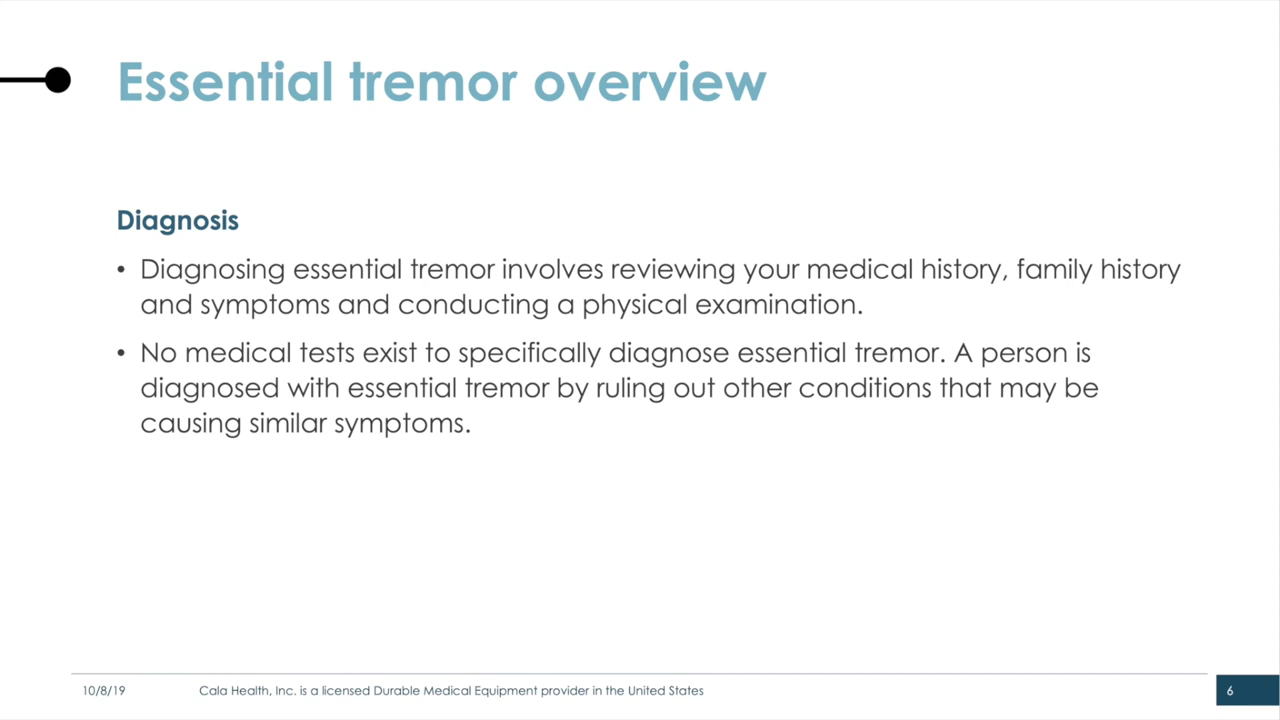 Essential tremor overview
Diagnosis
• Diagnosing essential tremor involves reviewing your medical history, family history
and symptoms and conducting a physical examination.
• No medical tests exist to specifically diagnose essential tremor. A person is
diagnosed with essential tremor by ruling out other conditions that may be
causing similar symptoms.
10/8/19
Cala Health, Inc. is a licensed Durable Medical Equipment provider in the United States
6